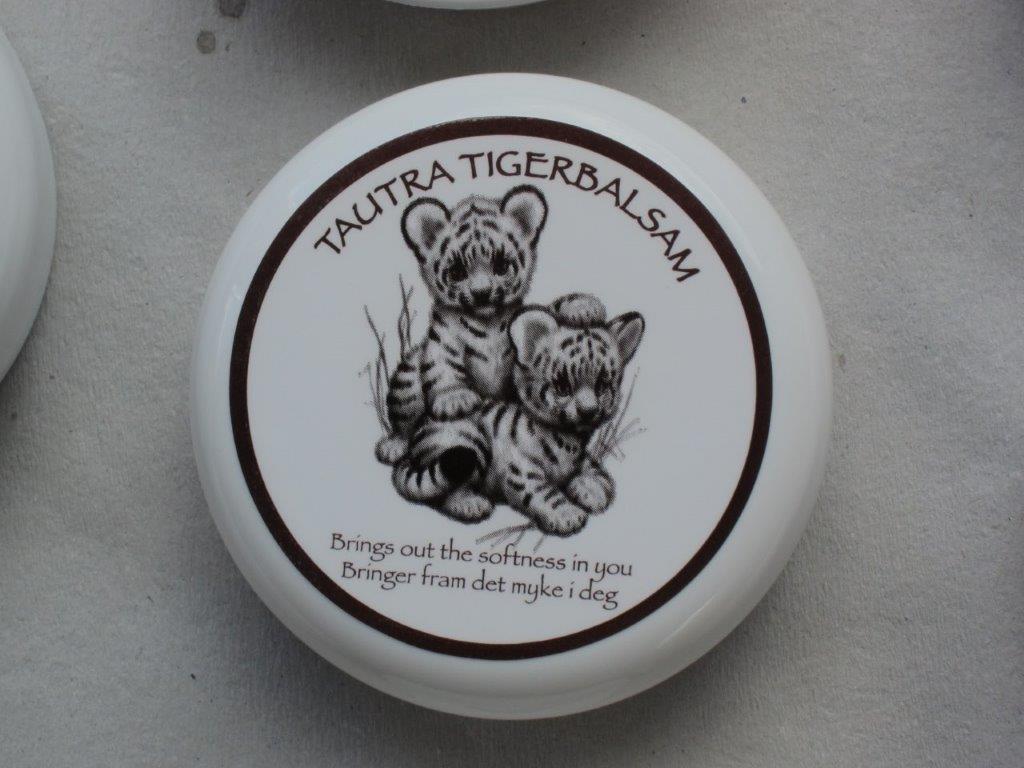 TAUTRA TIGERBALSAM
Brings out the softness in you
Bringer fram det myke i deg